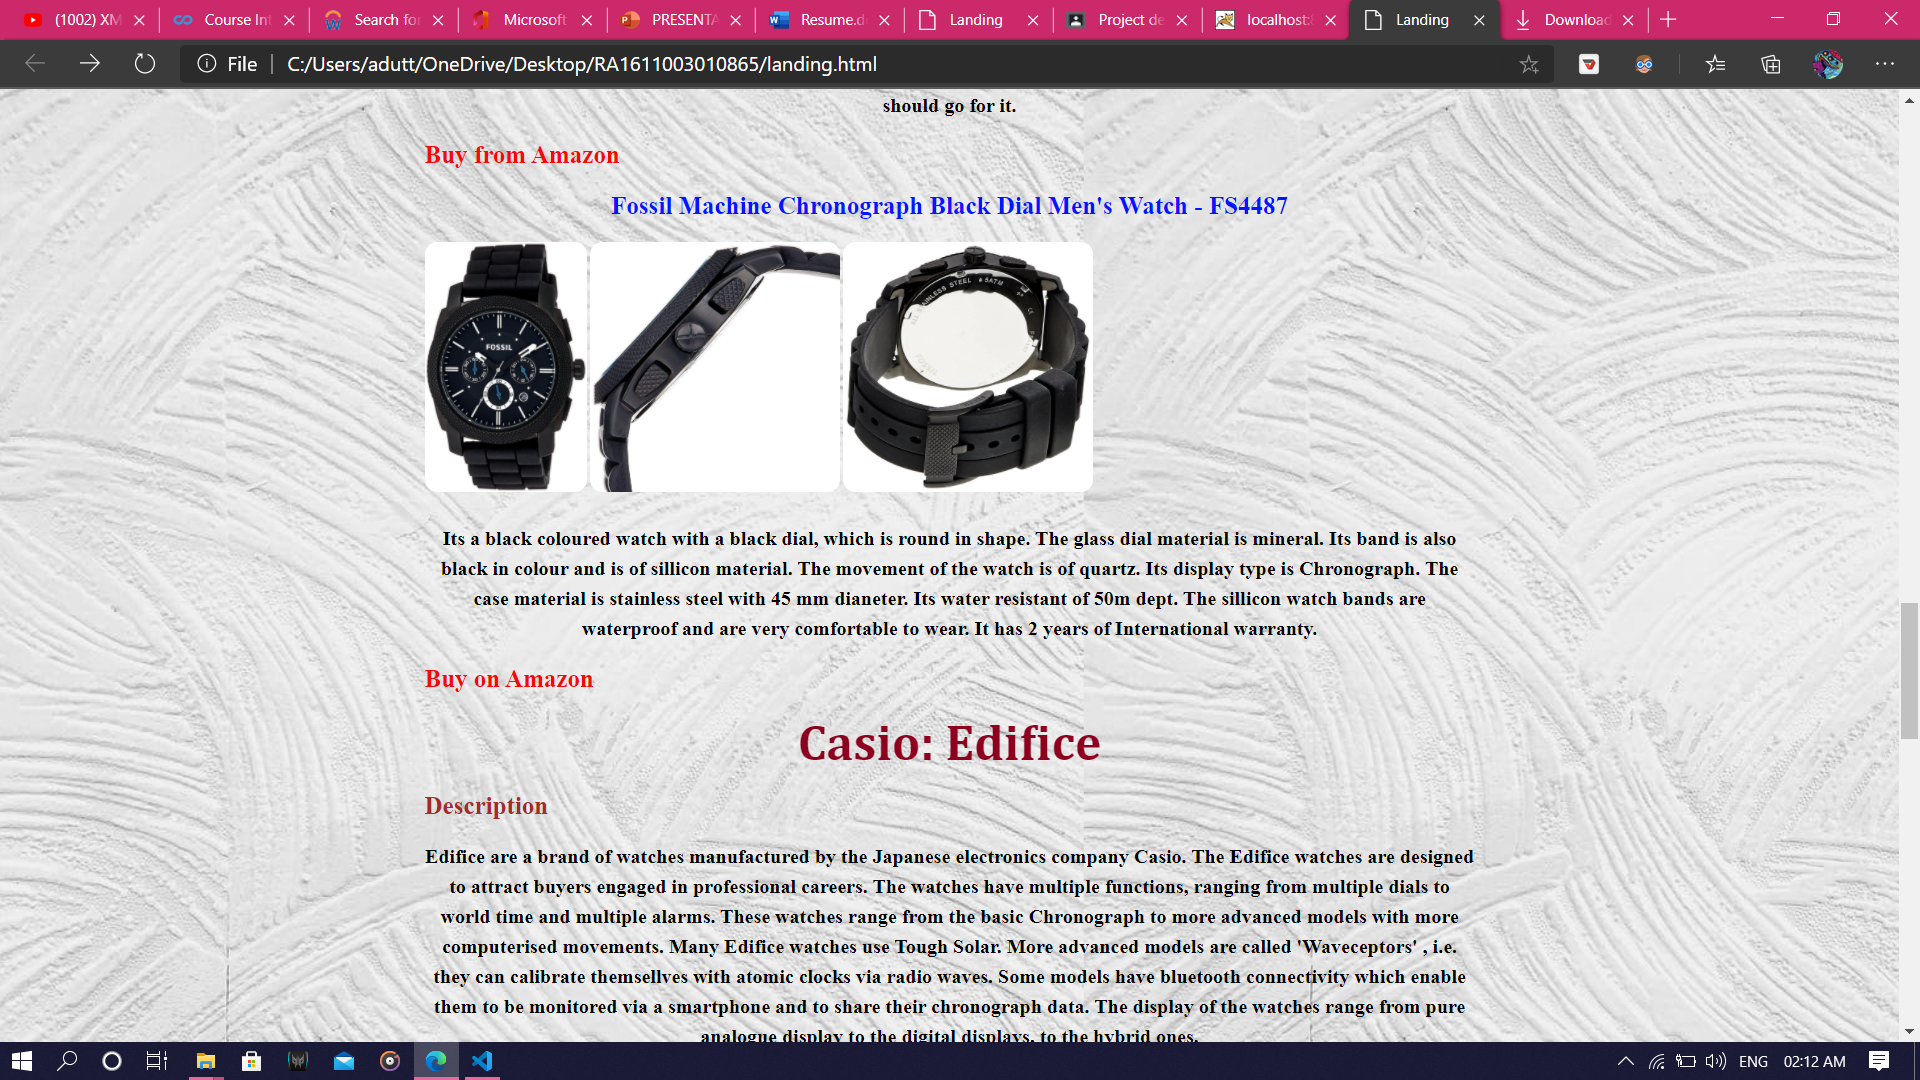 (1002) XM
Course Int
Search for
Microsoft
PRESENTA
Resume.d
Landing
Project de
localhost:
Landing
Download
File
C:/Users/adutt/OneDrive/Desktop/RA1611003010865/landing.html
should go for it.
Buy from Amazon
Fossil Machine Chronograph Black Dial Men's Watch - FS4487
FOSSIL
STAINLESS STEEL
Its a black coloured watch with a black dial, which is round in shape. The glass dial material is mineral. Its band is also
black in colour and is of sillicon material. The movement of the watch is of quartz. Its display type is Chronograph. The
case material is stainless steel with 45 mm dianeter. Its water resistant of 50m dept. The sillicon watch bands are
waterproof and are very comfortable to wear. It has 2 years of International warranty.
Buy on Amazon
Casio: Edifice
Description
Edifice are a brand of watches manufactured by the Japanese electronics company Casio. The Edifice watches are designed
to attract buyers engaged in professional careers. The watches have multiple functions, ranging from multiple dials to
world time and multiple alarms. These watches range from the basic Chronograph to more advanced models with more
computerised movements. Many Edifice watches use Tough Solar. More advanced models are called 'Waveceptors' , i.e.
they can calibrate themsellves with atomic clocks via radio waves. Some models have bluetooth connectivity which enable
them to be monitored via a smartphone and to share their chronograph data. The display of the watches range from pure
analogue display to the digital displays, to the hybrid ones.
ENG
02:12 AM